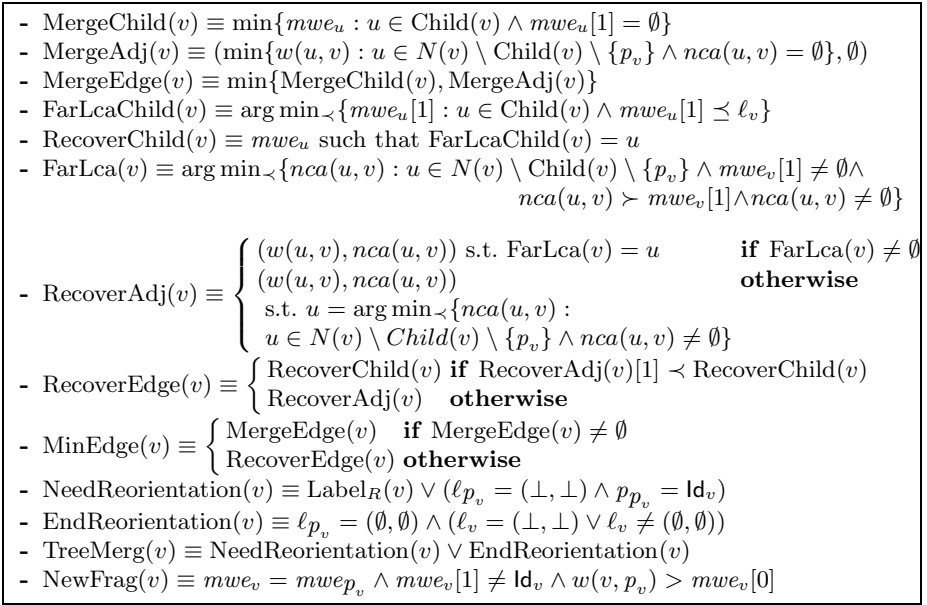 - MergeChild(v) ≡ min{mwe_u : u ∈ Child(v) ∧ mwe_u[1] = ∅}
- MergeAdj(v) ≡ (min{w(u, v) : u ∈ N(v) \ Child(v) \ {p_v} ∧ nca(u, v) = ∅}, ∅)
- MergeEdge(v) ≡ min{MergeChild(v), MergeAdj(v)}
- FarLcaChild(v) ≡ arg min_≺{mwe_u[1] : u ∈ Child(v) ∧ mwe_u[1] ⪯ ℓ_v}
- RecoverChild(v) ≡ mwe_u such that FarLcaChild(v) = u
- FarLca(v) ≡ arg min_≺{nca(u, v) : u ∈ N(v) \ Child(v) \ {p_v} ∧ mwe_v[1] ≠ ∅∧
nca(u, v) ≻ mwe_v[1]∧nca(u, v) ≠ ∅}
(w(u, v), nca(u, v)) s.t. FarLca(v) = u if FarLca(v) ≠ ∅
(w(u, v), nca(u, v)) otherwise
- RecoverAdj(v) ≡ { s.t. u = arg min_≺{nca(u, v) :
u ∈ N(v) \ Child(v) \ {p_v} ∧ nca(u, v) ≠ ∅}
- RecoverEdge(v) ≡ { RecoverChild(v) if RecoverAdj(v)[1] ≺ RecoverChild(v)
RecoverAdj(v) otherwise
- MinEdge(v) ≡ { MergeEdge(v) if MergeEdge(v) ≠ ∅
RecoverEdge(v) otherwise
- NeedReorientation(v) ≡ Label_R(v) ∨ (ℓ_{p_v} = (⊥, ⊥) ∧ p_{p_v} = Id_v)
- EndReorientation(v) ≡ ℓ_{p_v} = (∅, ∅) ∧ (ℓ_v = (⊥, ⊥) ∨ ℓ_v ≠ (∅, ∅))
- TreeMerg(v) ≡ NeedReorientation(v) ∨ EndReorientation(v)
- NewFrag(v) ≡ mwe_v = mwe_{p_v} ∧ mwe_v[1] ≠ Id_v ∧ w(v, p_v) > mwe_v[0]